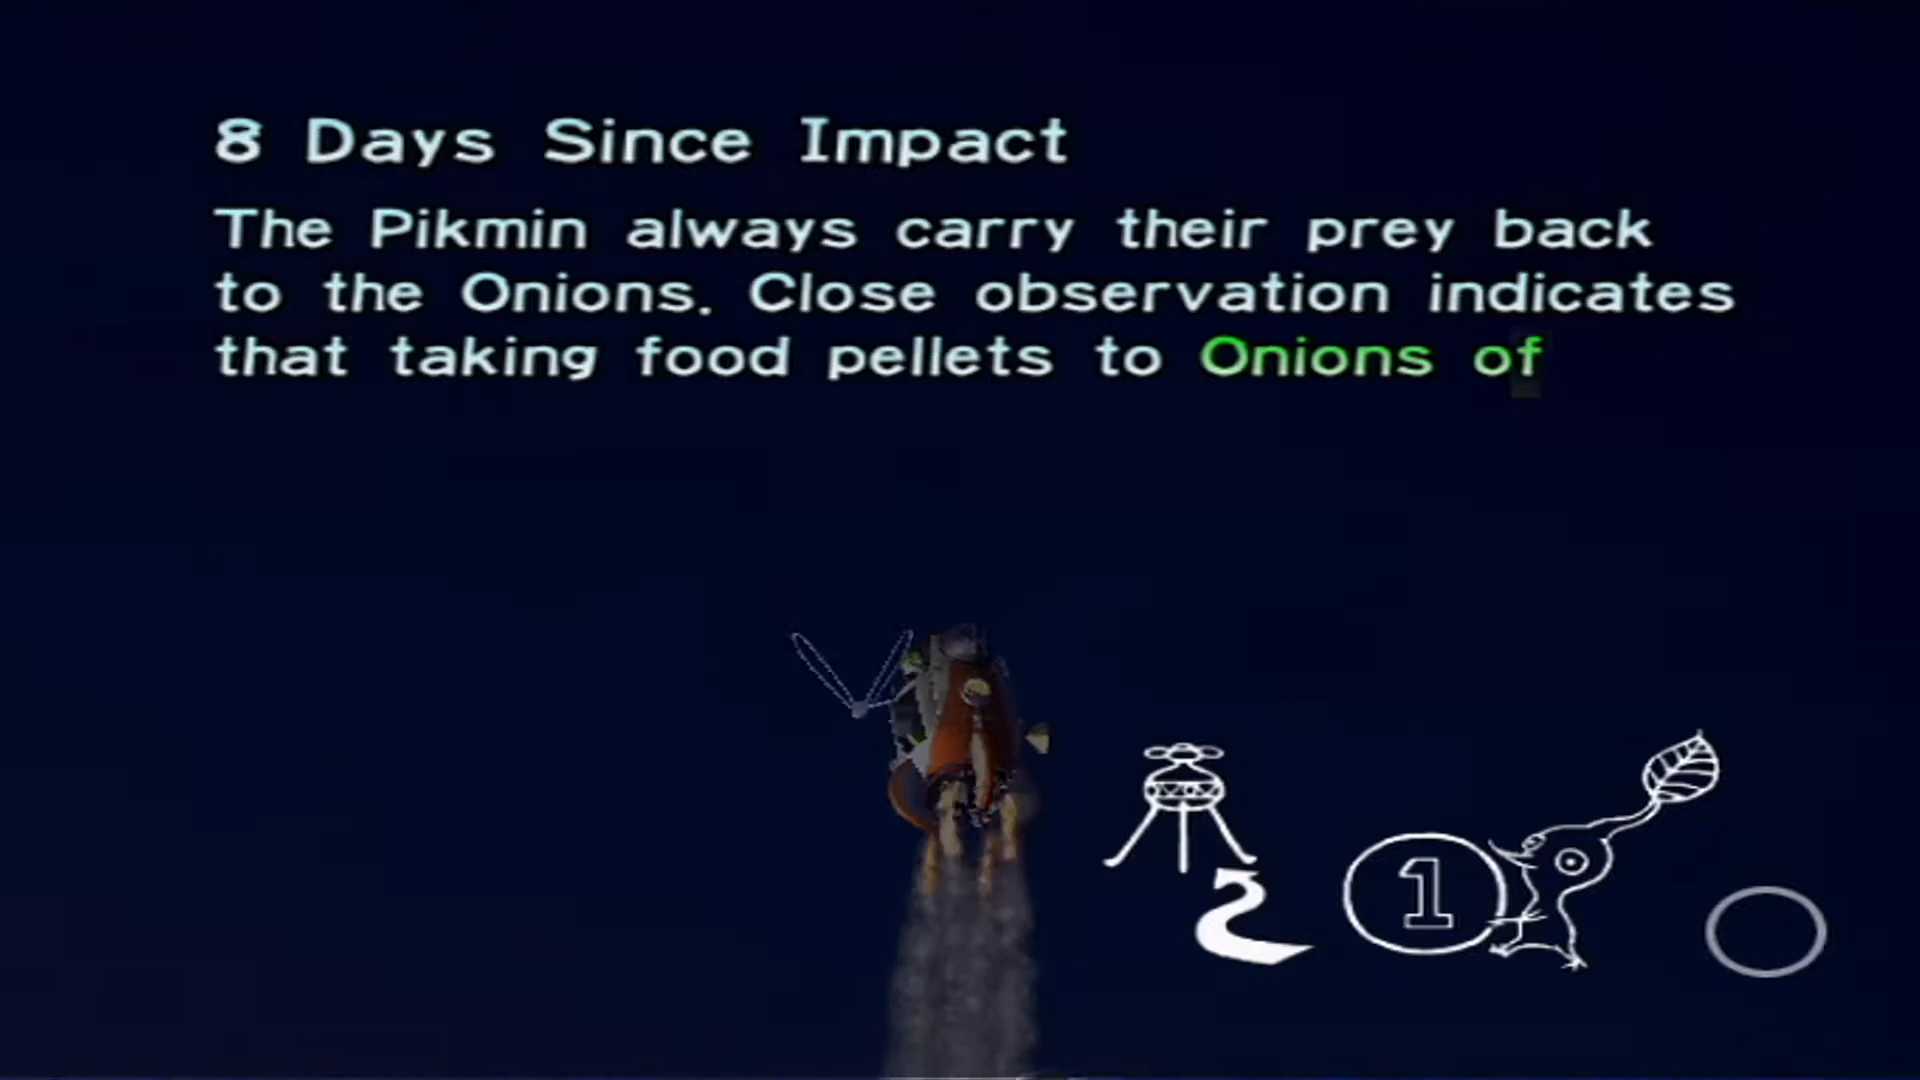 8 Days Since Impact
The Pikmin always carry their prey back
to the Onions. Close observation indicates
that taking food pellets to Onions of
1